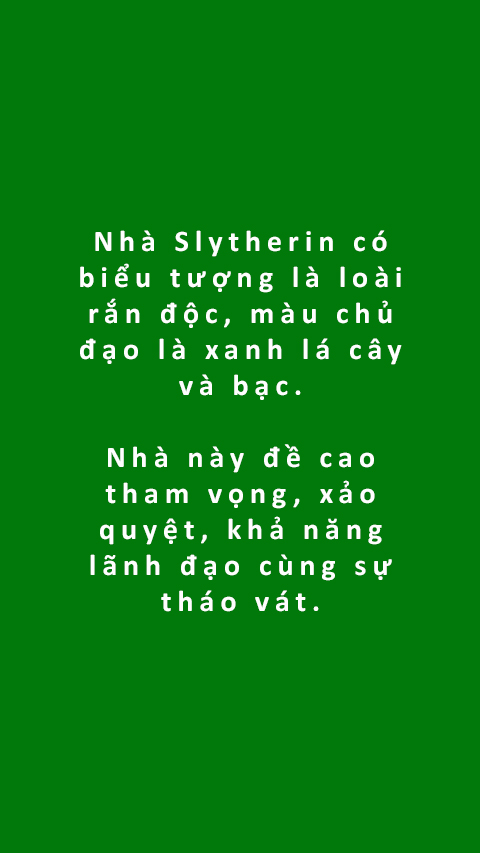 Nhà Slytherin có
biểu tượng là loài
rắn độc, màu chủ
đạo là xanh lá cây
và bạc.
Nhà này đề cao
tham vọng, xảo
quyệt, khả năng
lãnh đạo cùng sự
tháo vát.